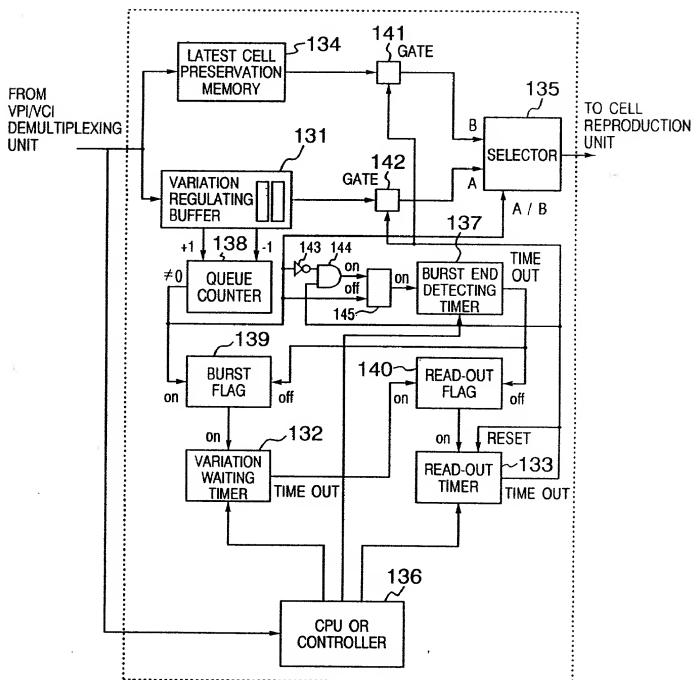 134
LATEST CELL
PRESERVATION
MEMORY
141
GATE
135
FROM
VPI/VCI
DEMULTIPLEXING
UNIT
TO CELL
REPRODUCTION
UNIT
B
SELECTOR
A
A / B
131
VARIATION
REGULATING
BUFFER
142
GATE
137
+1
-1
138
≠0
QUEUE
COUNTER
143
144
on
off
145
on
BURST END
DETECTING
TIMER
TIME
OUT
139
BURST
FLAG
on
off
140
READ-OUT
FLAG
on
off
on
132
VARIATION
WAITING
TIMER
TIME OUT
on
RESET
133
READ-OUT
TIMER
TIME OUT
136
CPU OR
CONTROLLER